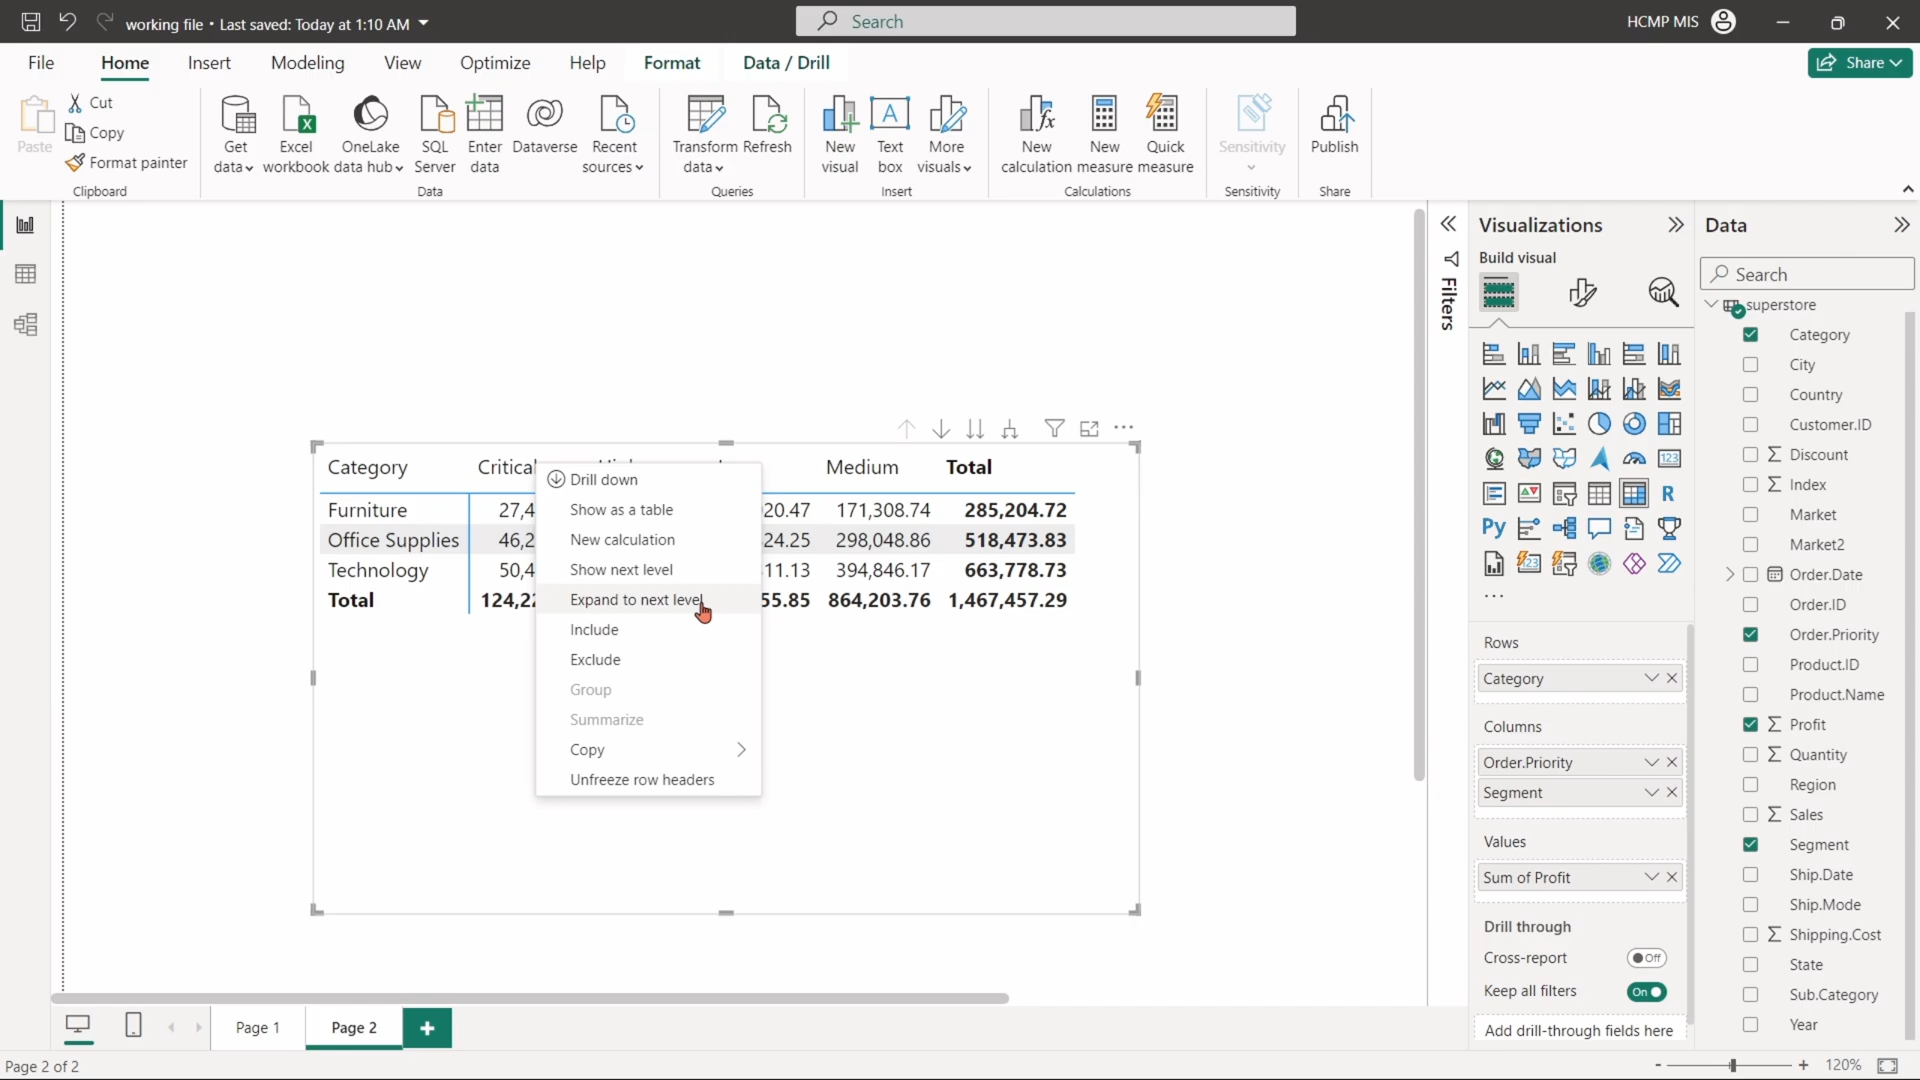 working file • Last saved: Today at 1:10 AM
Search
HCMP MIS
File Home Insert Modeling View Optimize Help Format Data / Drill
Share
Paste
Cut
Copy
Format painter
Clipboard
Get data
Excel workbook
OneLake data hub
SQL Server
Enter data
Dataverse
Recent sources
Data
Transform data
Refresh
Queries
New visual
Text box
More visuals
Insert
New calculation
New measure
Quick measure
Calculations
Sensitivity
Sensitivity
Publish
Share
Category Critical Medium Total
Furniture 27,4 20.47 171,308.74 285,204.72
Office Supplies 46,2 24.25 298,048.86 518,473.83
Technology 50,4 11.13 394,846.17 663,778.73
Total 124,22 55.85 864,203.76 1,467,457.29
Drill down
Show as a table
New calculation
Show next level
Expand to next level
Include
Exclude
Group
Summarize
Copy
Unfreeze row headers
Filters
Visualizations
Build visual
123
R
Py
123
Rows
Category
Columns
Order.Priority
Segment
Values
Sum of Profit
Drill through
Cross-report
Off
Keep all filters
On
Add drill-through fields here
Data
Search
superstore
Category
City
Country
Customer.ID
Discount
Index
Market
Market2
Order.Date
Order.ID
Order.Priority
Product.ID
Product.Name
Profit
Quantity
Region
Sales
Segment
Ship.Date
Ship.Mode
Shipping.Cost
State
Sub.Category
Year
Page 1
Page 2
Page 2 of 2
120%